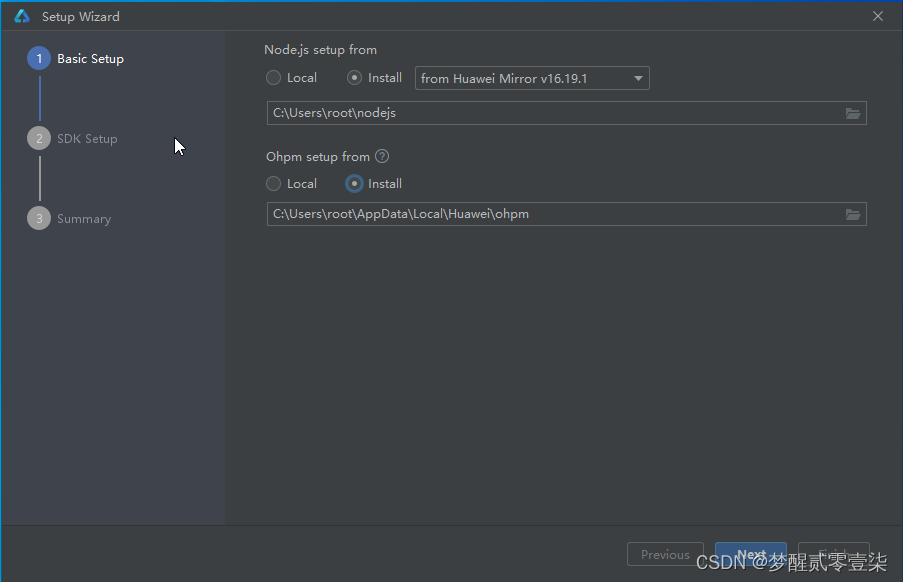 Setup Wizard
1 Basic Setup
2 SDK Setup
3 Summary
Node.js setup from
Local Install from Huawei Mirror v16.19.1
C:\Users\root\nodejs
Ohpm setup from ?
Local Install
C:\Users\root\AppData\Local\Huawei\ohpm
Previous Next Finish
CSDN @梦醒贰零壹柒